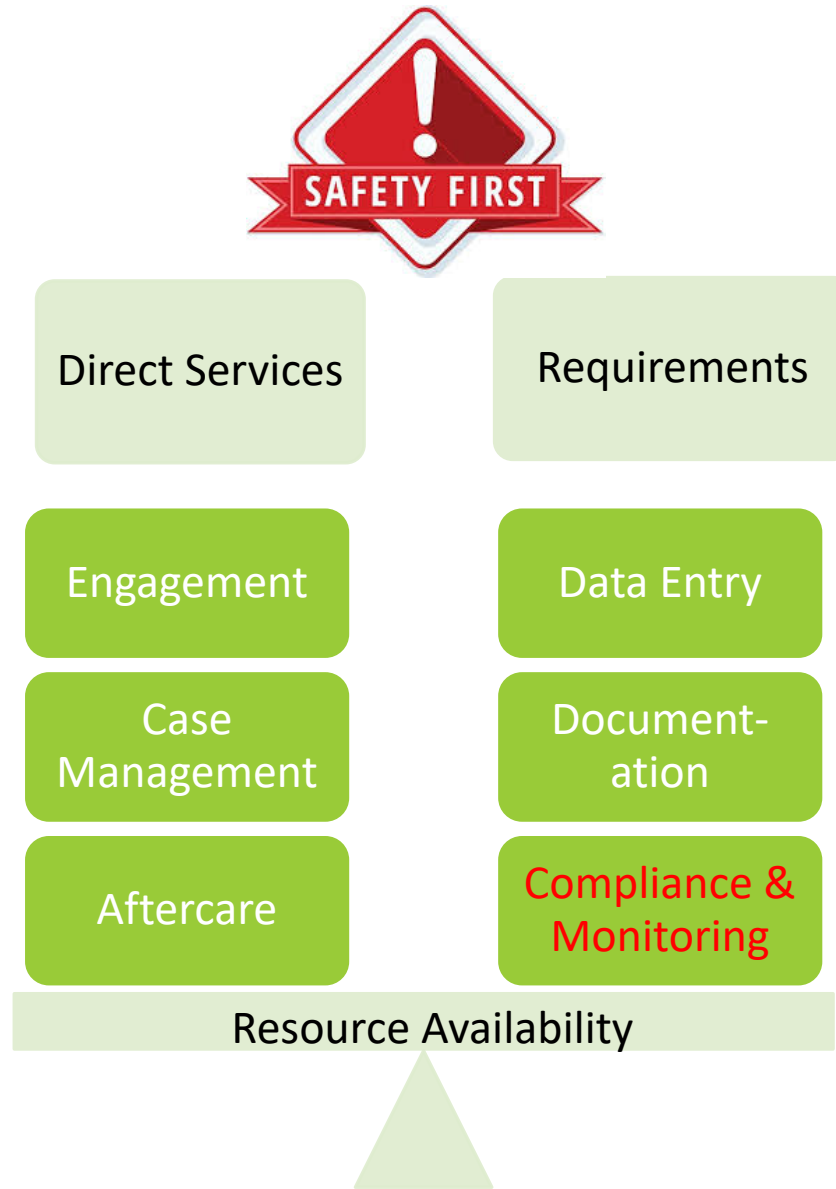 SAFETY FIRST
Direct Services
Requirements
Engagement
Data Entry
Case
Management
Document-
ation
Aftercare
Compliance &
Monitoring
Resource Availability